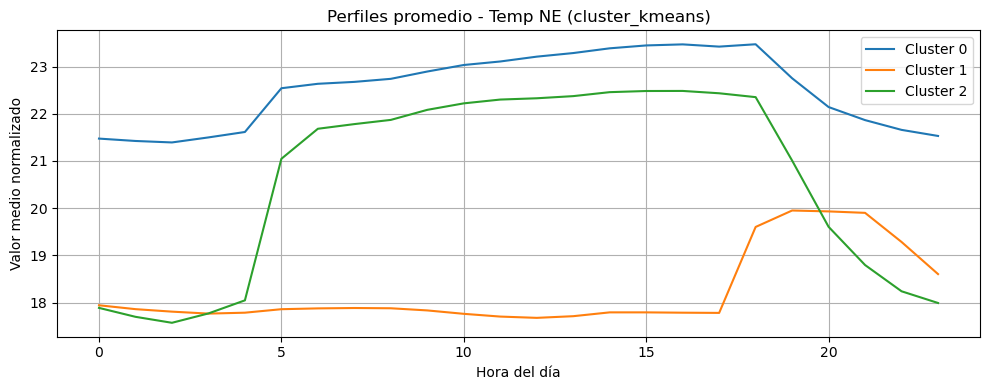 Perfiles promedio - Temp NE (cluster_kmeans)
Cluster 0
Cluster 1
Cluster 2
Valor medio normalizado
23
22
21
20
19
18
0
5
10
15
20
Hora del día